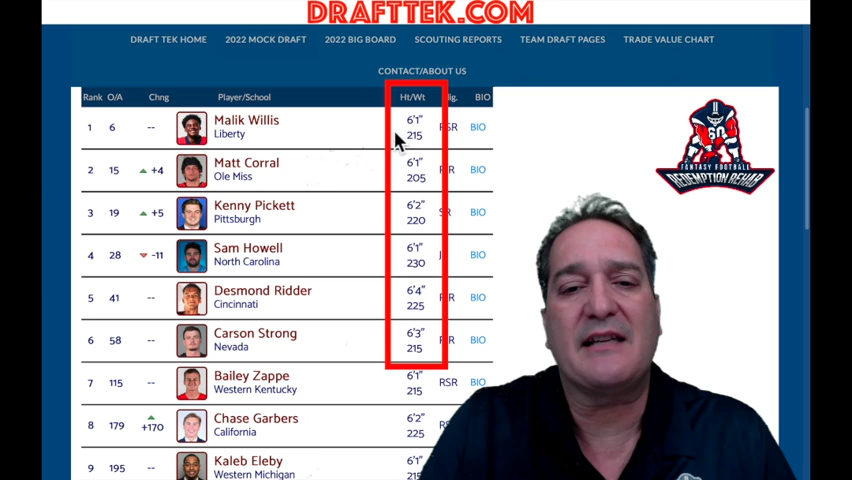 DRAFTTEK.COM
DRAFT TEK HOME 2022 MOCK DRAFT 2022 BIG BOARD SCOUTING REPORTS TEAM DRAFT PAGES TRADE VALUE CHART
CONTACT/ABOUT US
Rank O/A Chng Player/School Ht/Wt lig. BIO
1 6 -- Malik Willis 6'1" RSR BIO
Liberty 215
2 15 +4 Matt Corral 6'1" BIO
Ole Miss 205
3 19 +5 Kenny Pickett 6'2" SR BIO
Pittsburgh 220
4 28 -11 Sam Howell 6'1" J BIO
North Carolina 230
5 41 -- Desmond Ridder 6'4" BIO
Cincinnati 225
6 58 -- Carson Strong 6'3" BIO
Nevada 215
7 115 -- Bailey Zappe 6'1" RSR BIO
Western Kentucky 215
8 179 +170 Chase Garbers 6'2"
California 225
9 195 -- Kaleb Eleby 6'1"
Western Michigan 215
60
FANTASY FOOTBALL
REDEMPTION REHAB